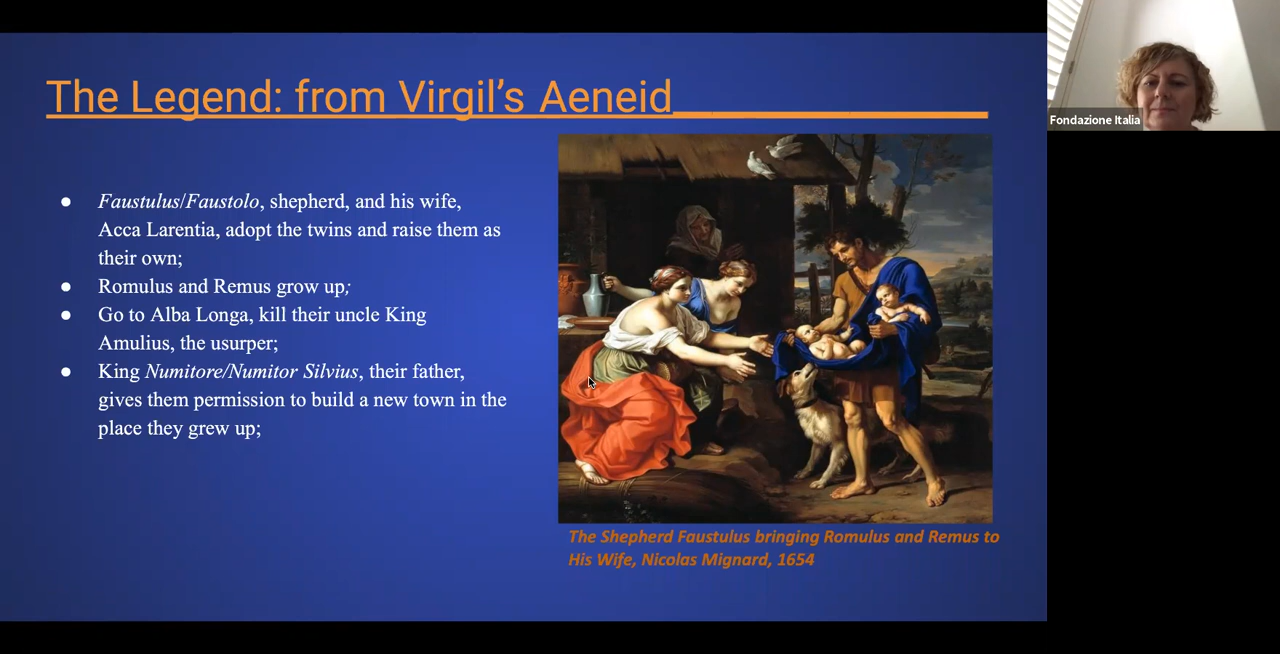 The Legend: from Virgil's Aeneid
● Faustulus/Faustolo, shepherd, and his wife,
Acca Larentia, adopt the twins and raise them as
their own;
● Romulus and Remus grow up;
● Go to Alba Longa, kill their uncle King
Amulius, the usurper;
● King Numitore/Numitor Silvius, their father,
gives them permission to build a new town in the
place they grew up;
The Shepherd Faustulus bringing Romulus and Remus to
His Wife, Nicolas Mignard, 1654
Fondazione Italia